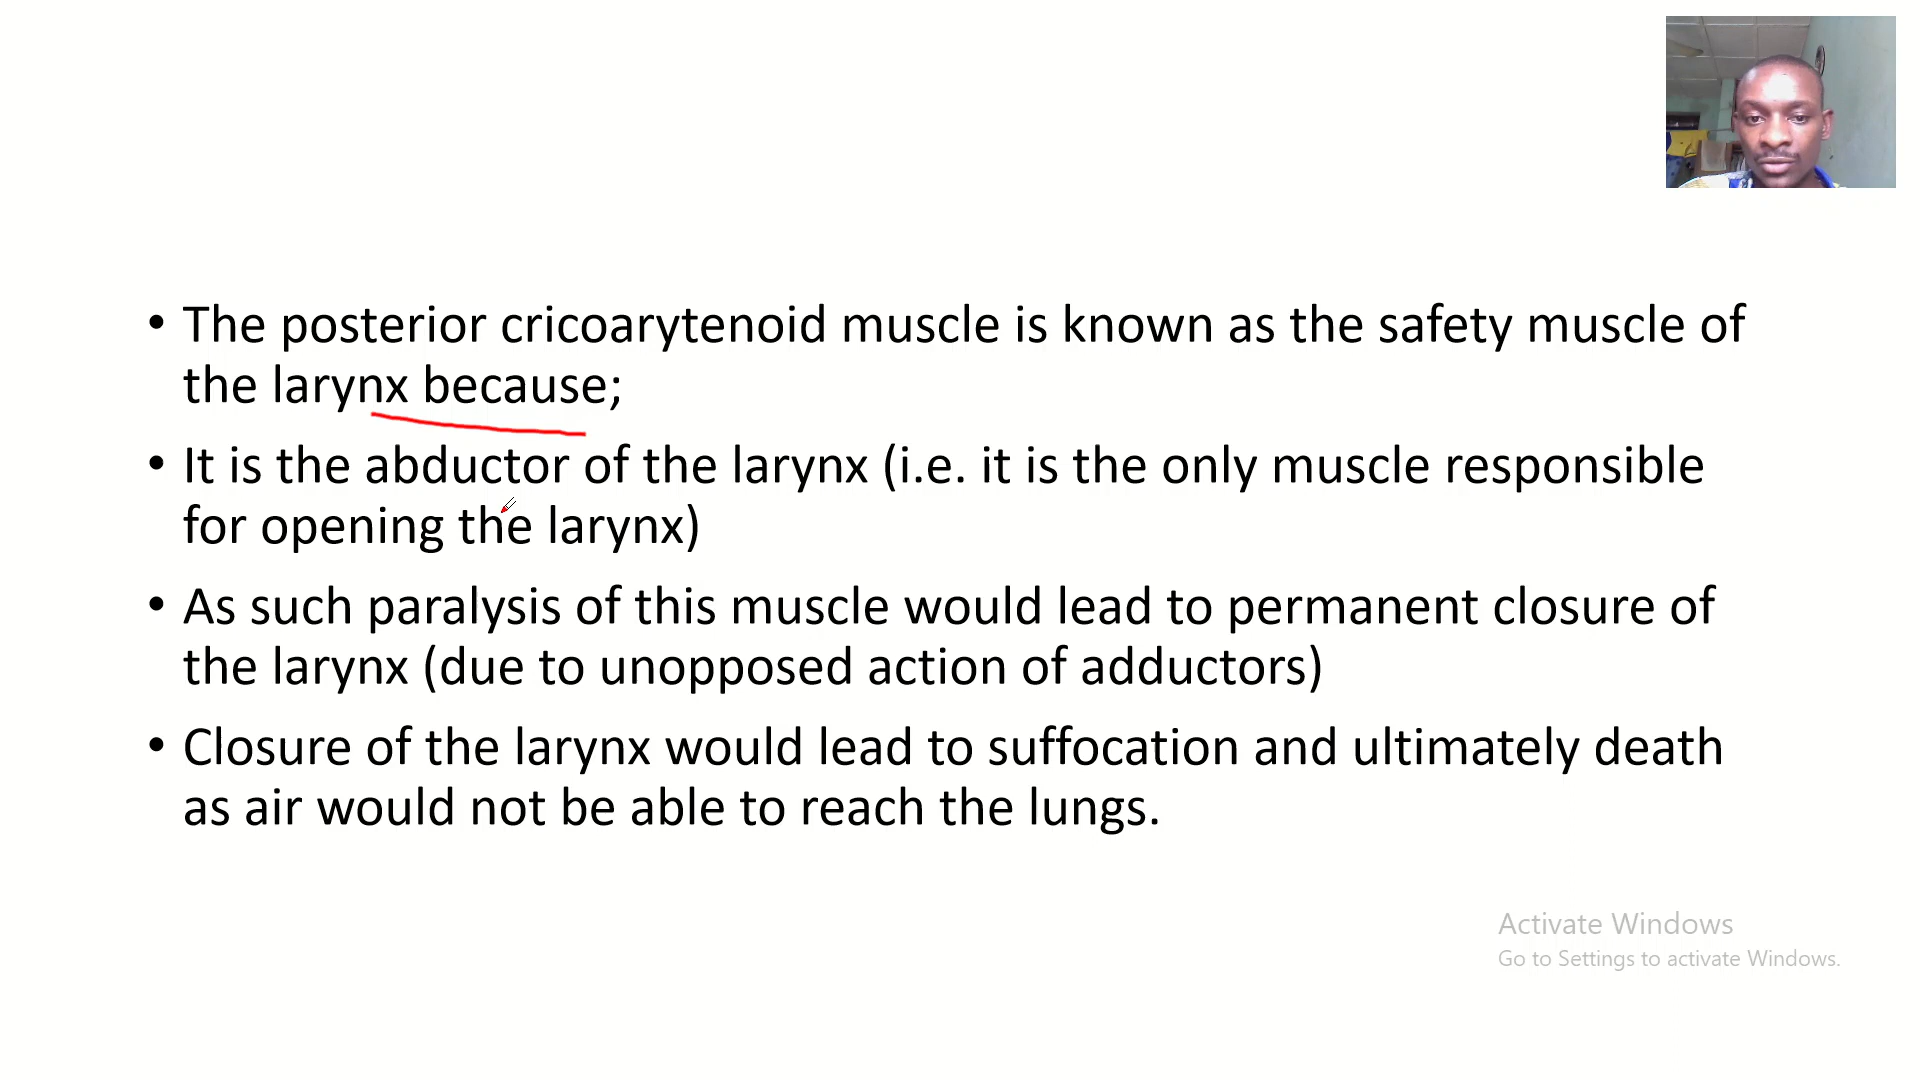 • The posterior cricoarytenoid muscle is known as the safety muscle of
the larynx because;
• It is the abductor of the larynx (i.e. it is the only muscle responsible
for opening the larynx)
• As such paralysis of this muscle would lead to permanent closure of
the larynx (due to unopposed action of adductors)
• Closure of the larynx would lead to suffocation and ultimately death
as air would not be able to reach the lungs.
Activate Windows
Go to Settings to activate Windows.